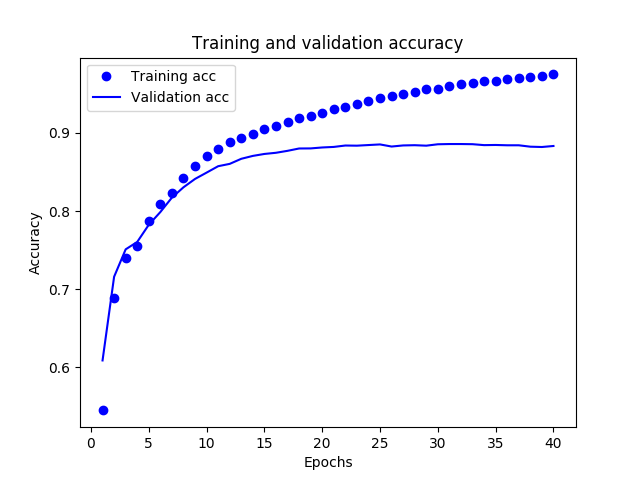 Training and validation accuracy
Training acc
Validation acc
0.9
0.8
0.7
0.6
Accuracy
0 5 10 15 20 25 30 35 40
Epochs